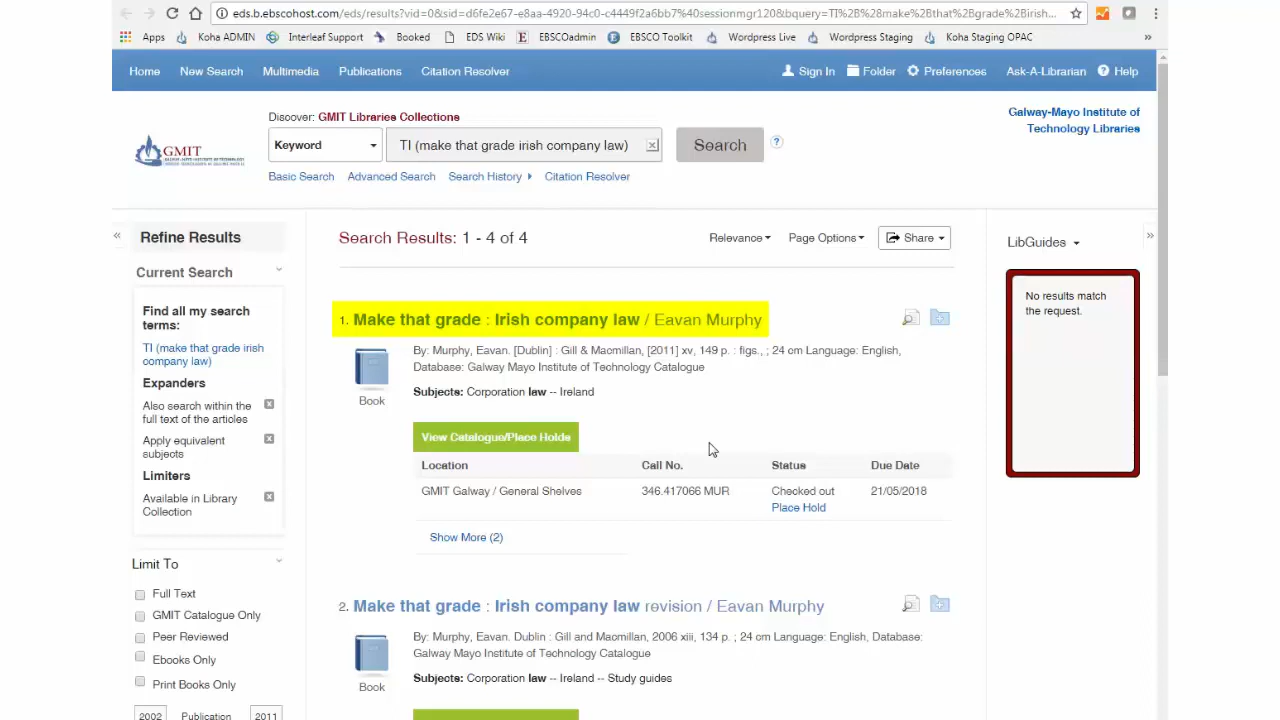 eds.b.ebscohost.com/eds/results?vid=0&sid=d6fe2e67-e8aa-4920-94c0-c4449f2a6bb7%40sessionmgr120&bquery=TI%2B%28make%2Bthat%2Bgrade%2Birish...
Apps Koha ADMIN Interleaf Support Booked EDS Wiki EBSCOadmin EBSCO Toolkit Wordpress Live Wordpress Staging Koha Staging OPAC »
Home New Search Multimedia Publications Citation Resolver Sign In Folder Preferences Ask-A-Librarian Help
Discover: GMIT Libraries Collections
Galway-Mayo Institute of
Technology Libraries
GMIT
Keyword TI (make that grade irish company law) Search ?
Basic Search Advanced Search Search History Citation Resolver
« Refine Results
Current Search
Find all my search
terms:
TI (make that grade irish
company law)
Expanders
Also search within the
full text of the articles
Apply equivalent
subjects
Limiters
Available in Library
Collection
Limit To
Full Text
GMIT Catalogue Only
Peer Reviewed
Ebooks Only
Print Books Only
2002 Publication 2011
Search Results: 1 - 4 of 4 Relevance Page Options Share
1. Make that grade : Irish company law / Eavan Murphy
By: Murphy, Eavan. [Dublin] : Gill & Macmillan, [2011] xv, 149 p. : figs., ; 24 cm Language: English,
Database: Galway Mayo Institute of Technology Catalogue
Book
Subjects: Corporation law -- Ireland
View Catalogue/Place Holds
Location Call No. Status Due Date
GMIT Galway / General Shelves 346.417066 MUR Checked out 21/05/2018
Place Hold
Show More (2)
2. Make that grade : Irish company law revision / Eavan Murphy
By: Murphy, Eavan. Dublin : Gill and Macmillan, 2006 xiii, 134 p. ; 24 cm Language: English, Database:
Galway Mayo Institute of Technology Catalogue
Book
Subjects: Corporation law -- Ireland -- Study guides
LibGuides »
No results match
the request.